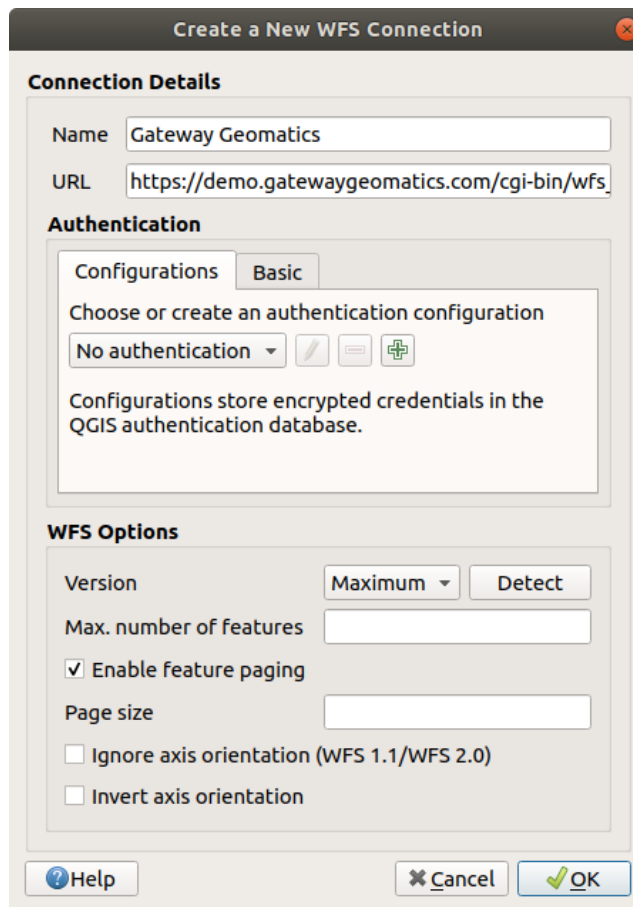 Create a New WFS Connection
Connection Details
Name Gateway Geomatics
URL https://demo.gatewaygeomatics.com/cgi-bin/wfs_
Authentication
Configurations Basic
Choose or create an authentication configuration
No authentication
Configurations store encrypted credentials in the
QGIS authentication database.
WFS Options
Version Maximum Detect
Max. number of features
Enable feature paging
Page size
Ignore axis orientation (WFS 1.1/WFS 2.0)
Invert axis orientation
Help Cancel OK